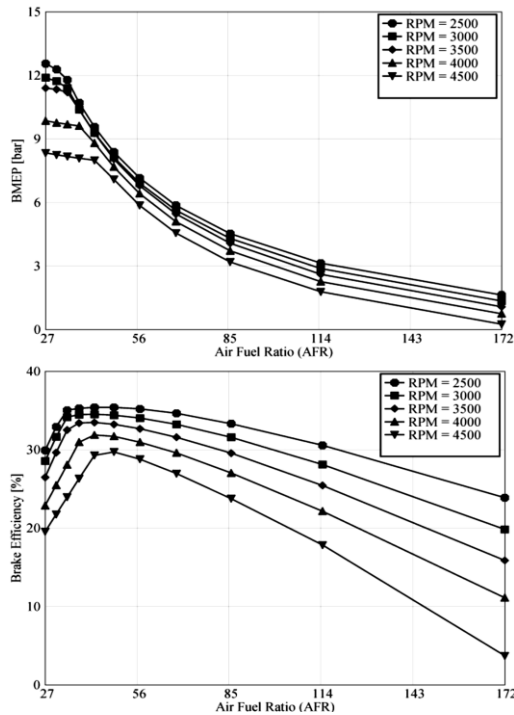 15
12
9
6
3
0
BMEP [bar]
RPM = 2500
RPM = 3000
RPM = 3500
RPM = 4000
RPM = 4500
27 56 85 114 143 172
Air Fuel Ratio (AFR)
40
30
20
10
0
Brake Efficiency [%]
RPM = 2500
RPM = 3000
RPM = 3500
RPM = 4000
RPM = 4500
27 56 85 114 143 172
Air Fuel Ratio (AFR)